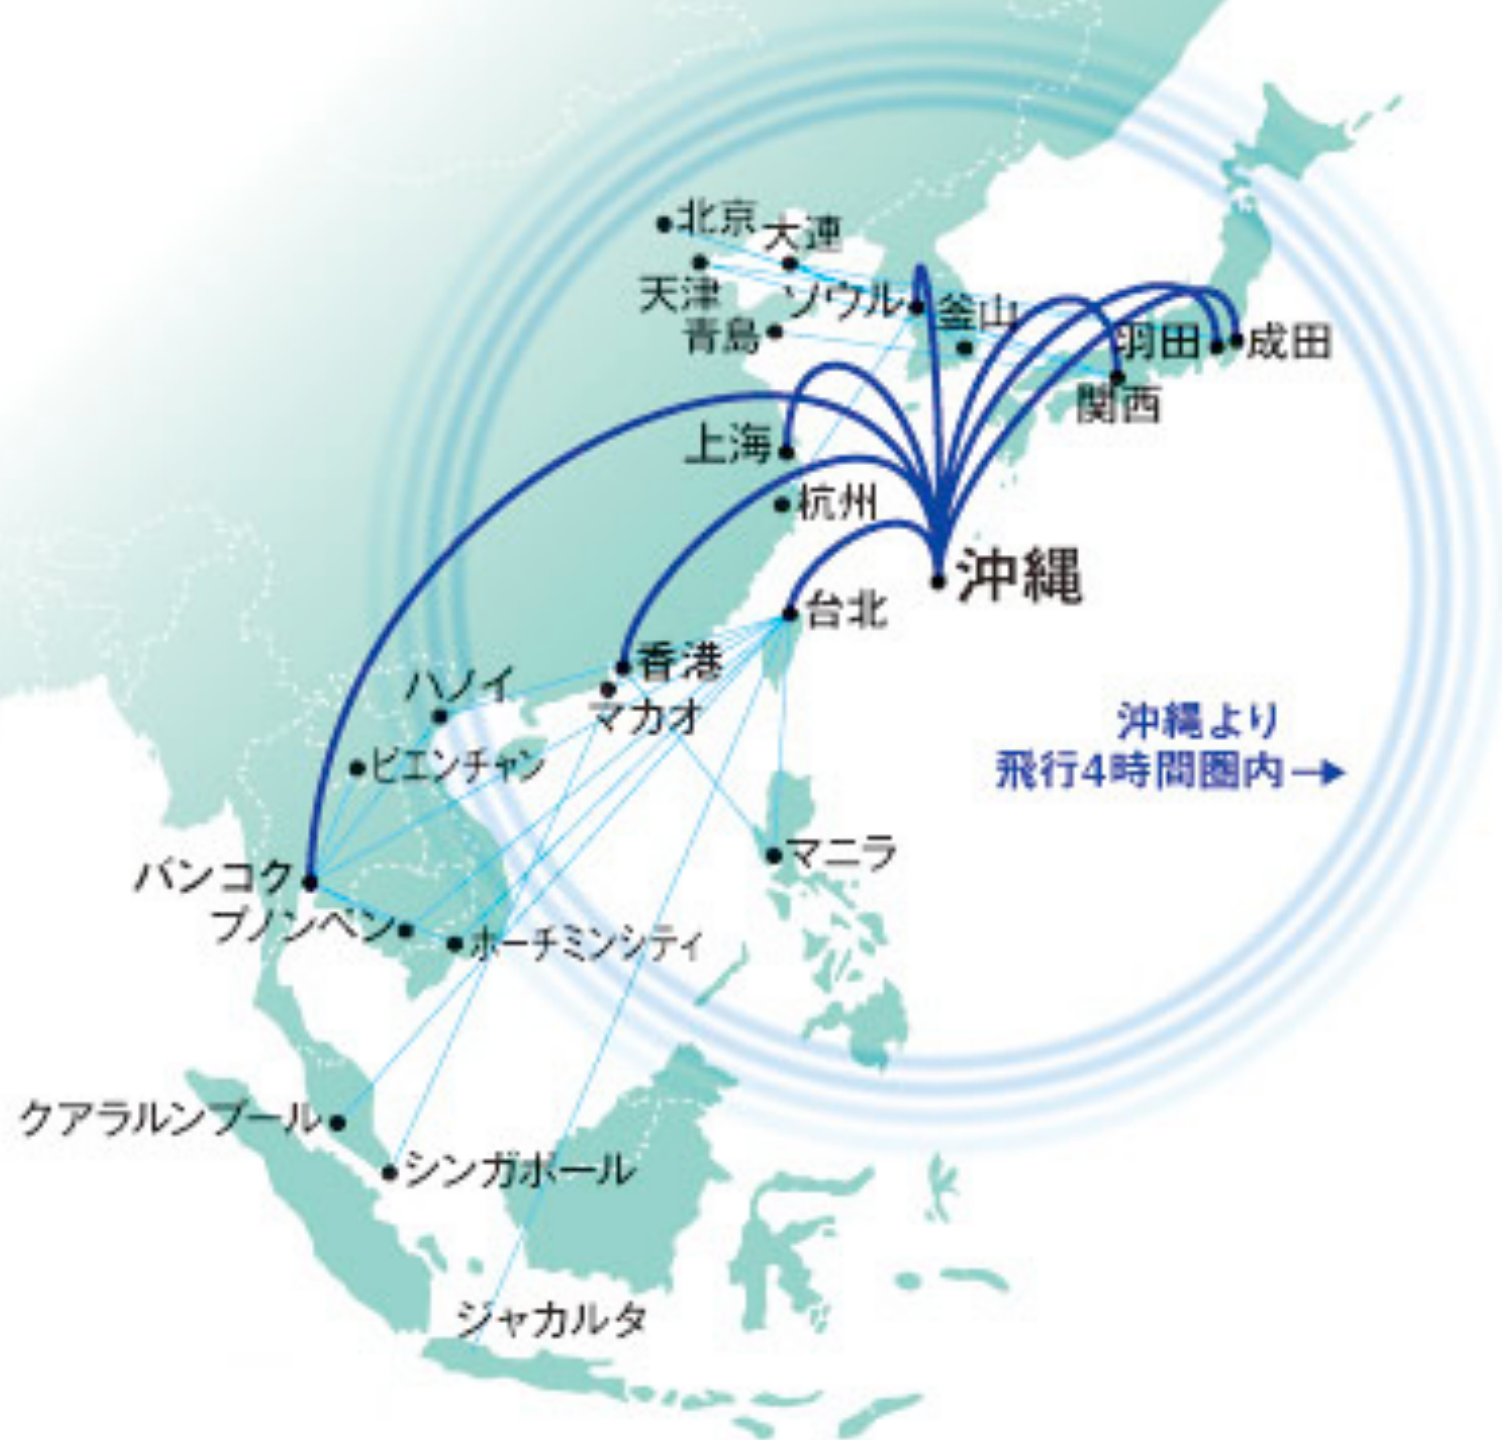 北京
大連
天津
ソウル
釜山
青島
羽田
成田
関西
上海
杭州
沖縄
台北
香港
ハノイ
マカオ
沖縄より
ビエンチャン
飛行4時間圏内→
マニラ
バンコク
プノンペン
ホーチミンシティ
クアラルンプール
シンガポール
ジャカルタ